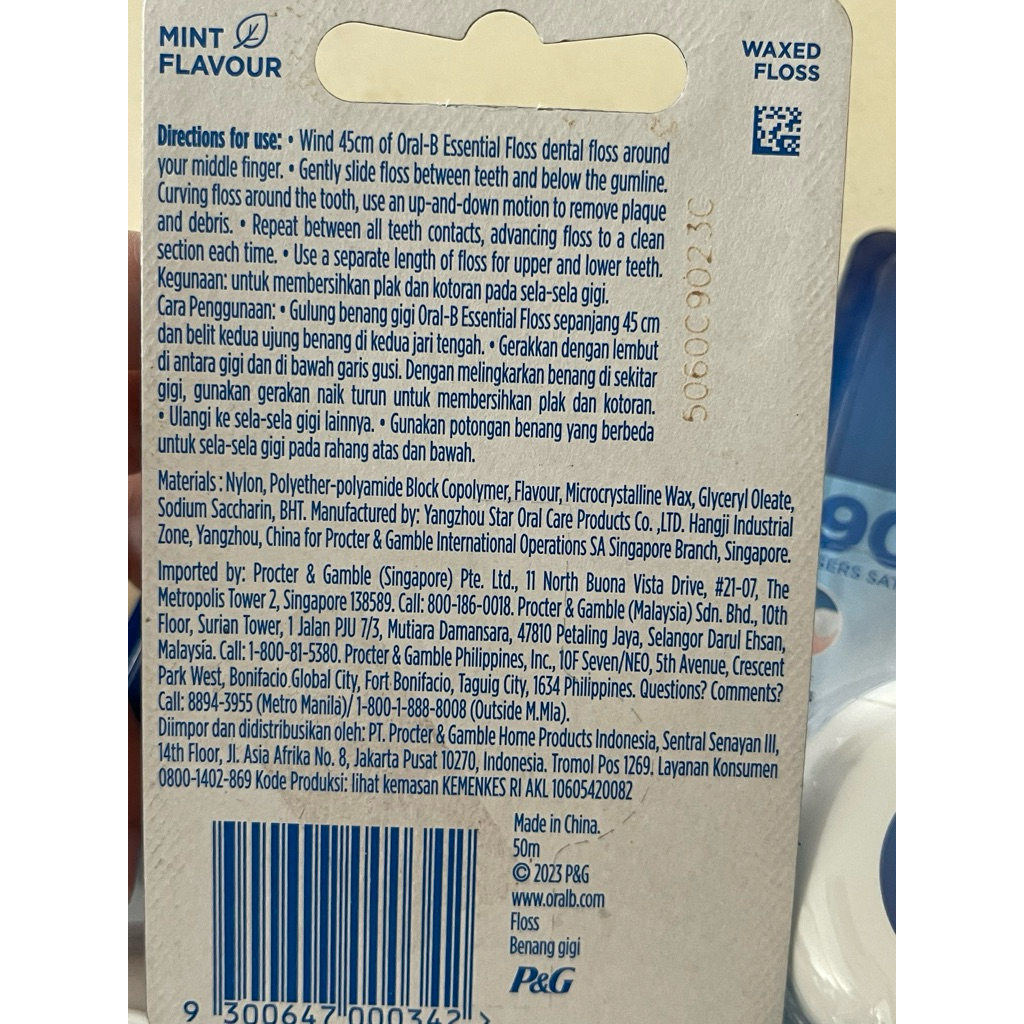 MINT
FLAVOUR
WAXED
FLOSS
Directions for use: • Wind 45cm of Oral-B Essential Floss dental floss around
your middle finger. • Gently slide floss between teeth and below the gumline.
Curving floss around the tooth, use an up-and-down motion to remove plaque
and debris. • Repeat between all teeth contacts, advancing floss to a clean
section each time. • Use a separate length of floss for upper and lower teeth.
Kegunaan: untuk membersihkan plak dan kotoran pada sela-sela gigi.
Cara Penggunaan: • Gulung benang gigi Oral-B Essential Floss sepanjang 45 cm
dan belit kedua ujung benang di kedua jari tengah. • Gerakkan dengan lembut
di antara gigi dan di bawah garis gusi. Dengan melingkarkan benang di sekitar
gigi, gunakan gerakan naik turun untuk membersihkan plak dan kotoran.
• Ulangi ke sela-sela gigi lainnya. • Gunakan potongan benang yang berbeda
untuk sela-sela gigi pada rahang atas dan bawah.
5060C9023C
Materials : Nylon, Polyether-polyamide Block Copolymer, Flavour, Microcrystalline Wax, Glyceryl Oleate,
Sodium Saccharin, BHT. Manufactured by: Yangzhou Star Oral Care Products Co. ,LTD. Hangji Industrial
Zone, Yangzhou, China for Procter & Gamble International Operations SA Singapore Branch, Singapore.
Imported by: Procter & Gamble (Singapore) Pte. Ltd., 11 North Buona Vista Drive, #21-07, The
Metropolis Tower 2, Singapore 138589. Call: 800-186-0018. Procter & Gamble (Malaysia) Sdn. Bhd., 10th
Floor, Surian Tower, 1 Jalan PJU 7/3, Mutiara Damansara, 47810 Petaling Jaya, Selangor Darul Ehsan,
Malaysia. Call: 1-800-81-5380. Procter & Gamble Philippines, Inc., 10F Seven/NEO, 5th Avenue, Crescent
Park West, Bonifacio Global City, Fort Bonifacio, Taguig City, 1634 Philippines. Questions? Comments?
Call: 8894-3955 (Metro Manila)/ 1-800-1-888-8008 (Outside M.Mla).
Diimpor dan didistribusikan oleh: PT. Procter & Gamble Home Products Indonesia, Sentral Senayan III,
14th Floor, Jl. Asia Afrika No. 8, Jakarta Pusat 10270, Indonesia. Tromol Pos 1269. Layanan Konsumen
0800-1402-869 Kode Produksi: lihat kemasan KEMENKES RI AKL 10605420082
Made in China.
50m
© 2023 P&G
www.oralb.com
Floss
Benang gigi
P&G
9 300647 000342 >
90